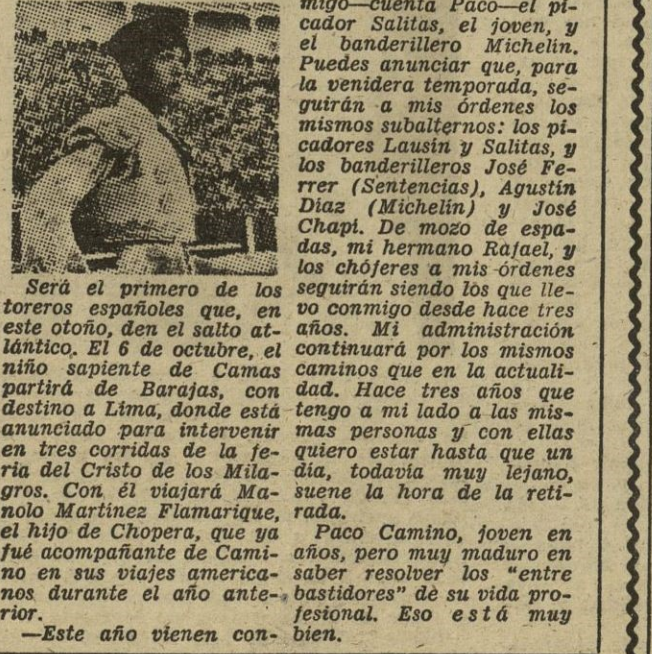 Será el primero de los
toreros españoles que, en
este otoño, den el salto at-
lántico. El 6 de octubre, el
niño sapiente de Camas
partirá de Barajas, con
destino a Lima, donde está
anunciado para intervenir
en tres corridas de la fe-
ria del Cristo de los Mila-
gros. Con él viajará Ma-
nolo Martínez Flamarique,
el hijo de Chopera, que ya
fué acompañante de Cami-
no en sus viajes america-
nos durante el año ante-
rior.
—Este año vienen con-
migo—cuenta Paco—el pi-
cador Salitas, el joven, y
el banderillero Michelín.
Puedes anunciar que, para
la venidera temporada, se-
guirán a mis órdenes los
mismos subalternos: los pi-
cadores Lausín y Salitas, y
los banderilleros José Fe-
rrer (Sentencias), Agustín
Díaz (Michelín) y José
Chapi. De mozo de espa-
das, mi hermano Rafael, y
los chóferes a mis órdenes
seguirán siendo los que lle-
vo conmigo desde hace tres
años. Mi administración
continuará por los mismos
caminos que en la actuali-
dad. Hace tres años que
tengo a mi lado a las mis-
mas personas y con ellas
quiero estar hasta que un
día, todavía muy lejano,
suene la hora de la reti-
rada.
Paco Camino, joven en
años, pero muy maduro en
saber resolver los "entre
bastidores" de su vida pro-
fesional. Eso está muy
bien.